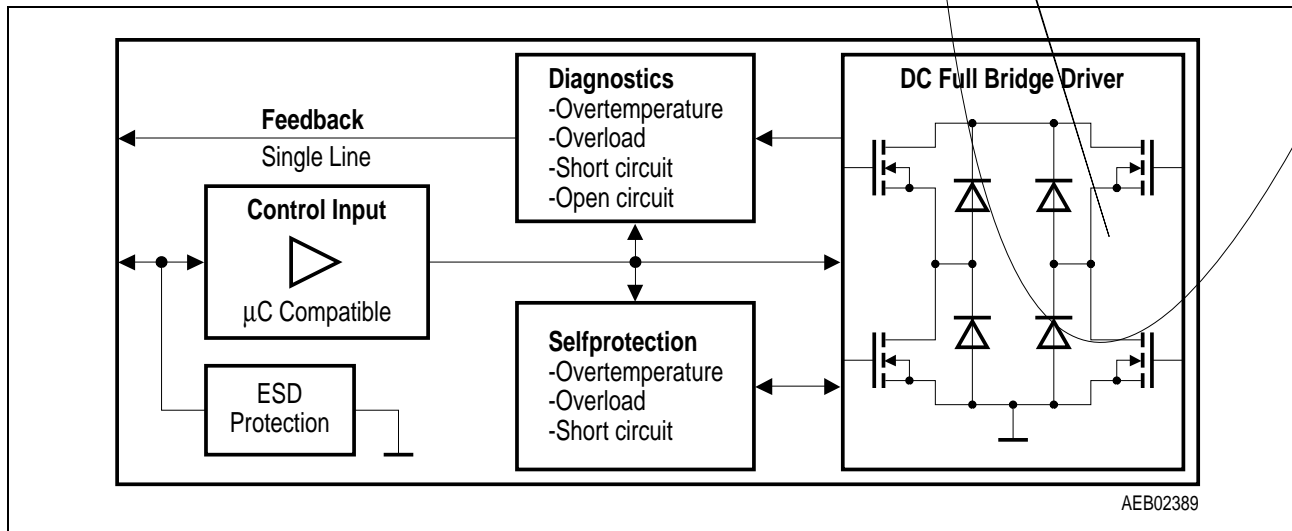 Feedback
Single Line
Control Input
µC Compatible
ESD
Protection
Diagnostics
-Overtemperature
-Overload
-Short circuit
-Open circuit
Selfprotection
-Overtemperature
-Overload
-Short circuit
DC Full Bridge Driver
AEB02389